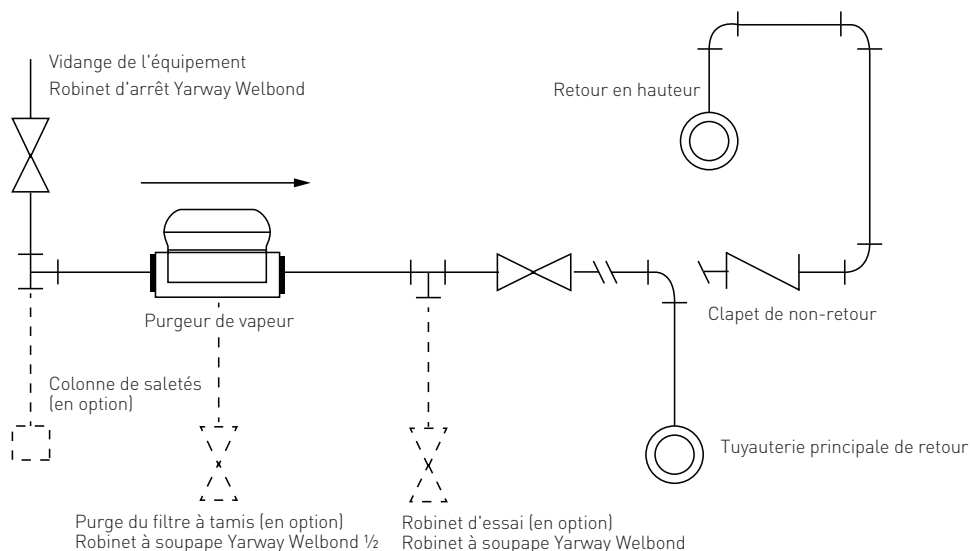 Vidange de l'équipement
Robinet d'arrêt Yarway Welbond
Retour en hauteur
Purgeur de vapeur
Clapet de non-retour
Colonne de saletés
(en option)
Tuyauterie principale de retour
Purge du filtre à tamis (en option)
Robinet à soupape Yarway Welbond ½
Robinet d'essai (en option)
Robinet à soupape Yarway Welbond